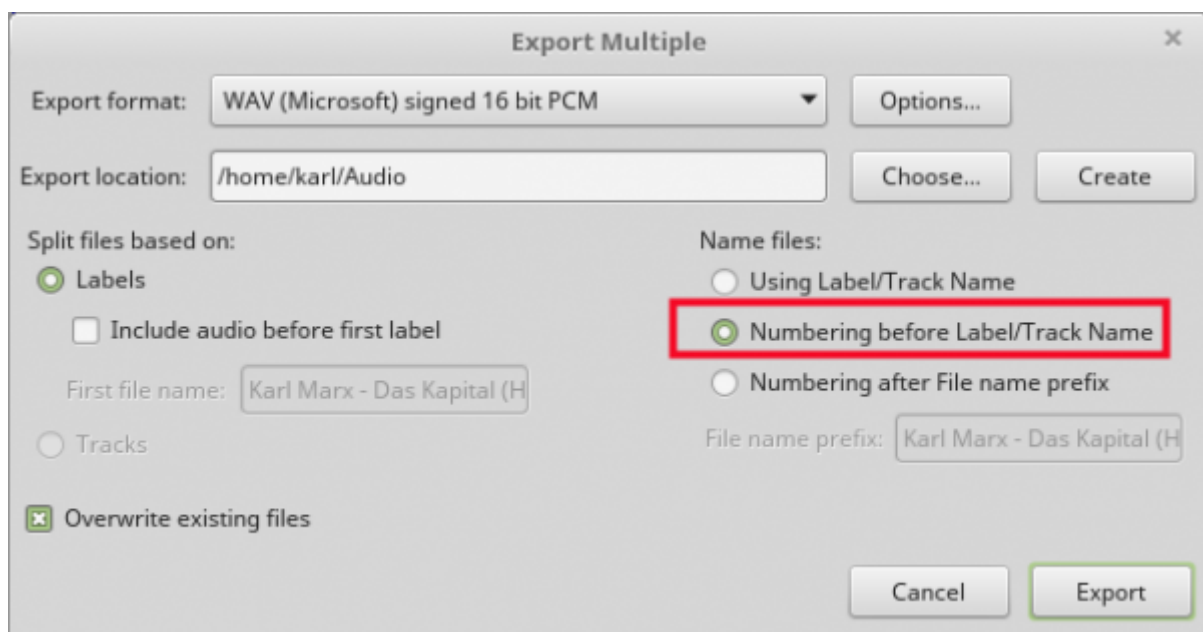 Export Multiple
Export format: WAV (Microsoft) signed 16 bit PCM Options...
Export location: /home/karl/Audio Choose... Create
Split files based on:
Labels
Include audio before first label
First file name: Karl Marx - Das Kapital (H
Tracks
Overwrite existing files
Name files:
Using Label/Track Name
Numbering before Label/Track Name
Numbering after File name prefix
File name prefix: Karl Marx - Das Kapital (H
Cancel Export